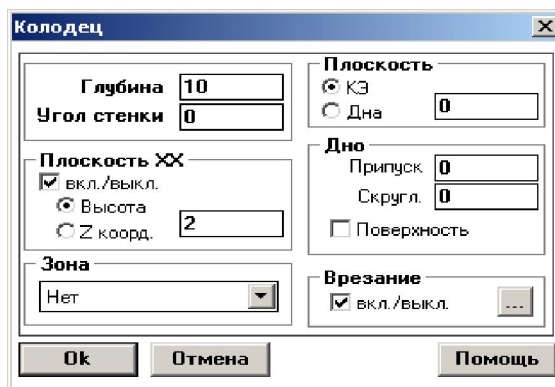 Колодец
Глубина 10
Угол стенки 0
Плоскость XX
вкл./выкл.
Высота
Z коорд.
2
Зона
Нет
Плоскость
КЭ
Дна 0
Дно
Припуск 0
Скругл. 0
Поверхность
Врезание
вкл./выкл. ...
Ok Отмена Помощь